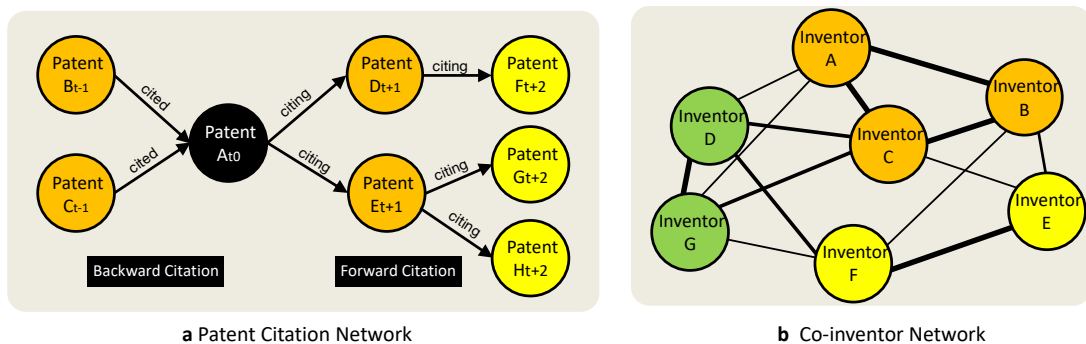 Patent
Bt-1
cited
Patent
Ct-1
cited
Patent
At0
citing
citing
Patent
Dt+1
citing
Patent
Ft+2
Patent
Et+1
citing
citing
Patent
Gt+2
Patent
Ht+2
Backward Citation
Forward Citation
a Patent Citation Network
Inventor
A
Inventor
B
Inventor
C
Inventor
D
Inventor
E
Inventor
G
Inventor
F
b Co-inventor Network